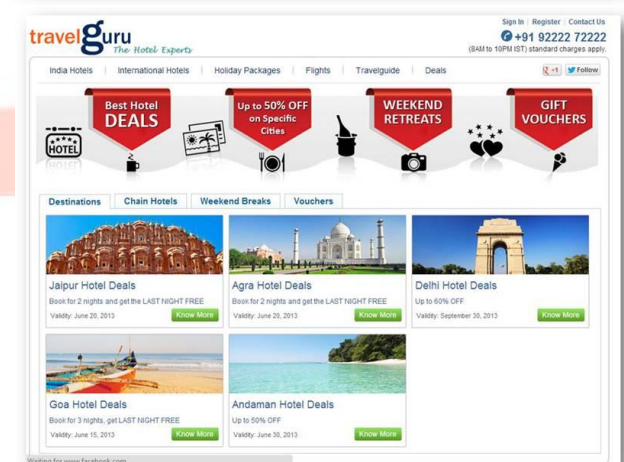 Sign In | Register | Contact Us
travelguru
The Hotel Experts
+91 92222 72222
(8AM to 10PM IST) standard charges apply.
India Hotels | International Hotels | Holiday Packages | Flights | Travelguide | Deals
+1 Follow
Best Hotel
DEALS
Up to 50% OFF
on Specific
Cities
WEEKEND
RETREATS
GIFT
VOUCHERS
HOTEL
Destinations Chain Hotels Weekend Breaks Vouchers
Jaipur Hotel Deals
Book for 2 nights and get the LAST NIGHT FREE
Validity: June 20, 2013 Know More
Agra Hotel Deals
Book for 2 nights and get the LAST NIGHT FREE
Validity: June 20, 2013 Know More
Delhi Hotel Deals
Up to 60% OFF
Validity: September 30, 2013 Know More
Goa Hotel Deals
Book for 3 nights, get LAST NIGHT FREE
Validity: June 15, 2013 Know More
Andaman Hotel Deals
Up to 50% OFF
Validity: June 30, 2013 Know More
Waiting for www.facebook.com